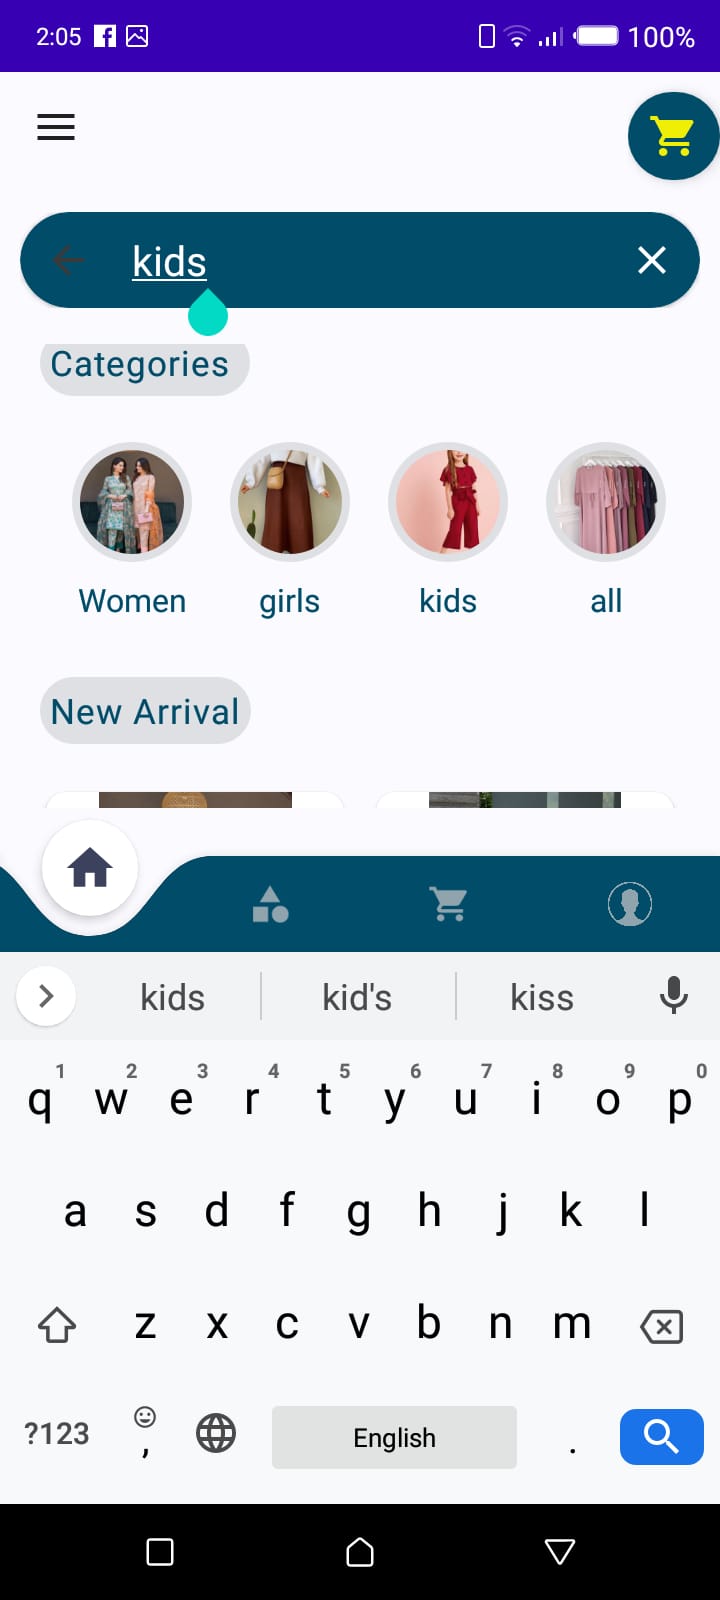 2:05 100%
kids
Categories
Women girls kids all
New Arrival
kids kid's kiss
1 2 3 4 5 6 7 8 9 0
q w e r t y u i o p
a s d f g h j k l
z x c v b n m
?123 , English .